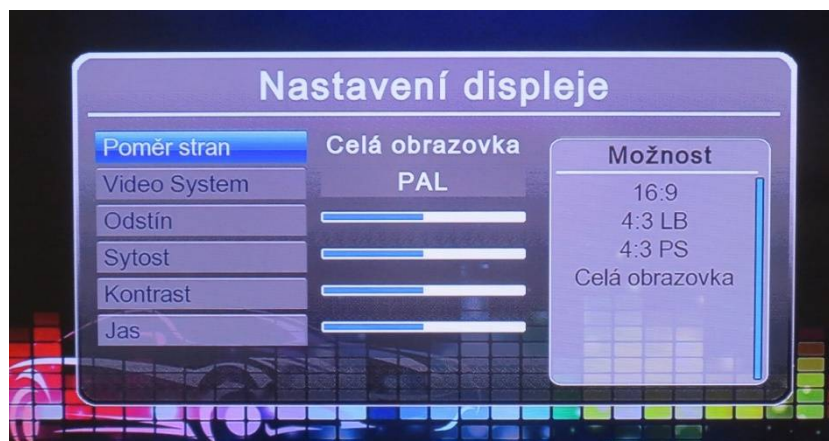 Nastavení displeje
Poměr stran
Celá obrazovka
Video System
PAL
Odstín
Sytost
Kontrast
Jas
Možnost
16:9
4:3 LB
4:3 PS
Celá obrazovka